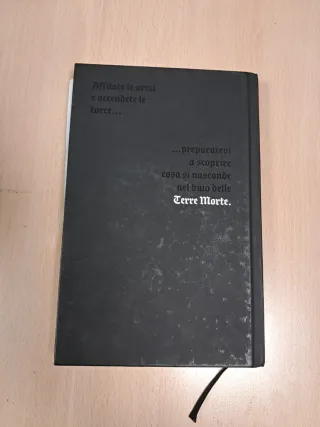 Affilate le armi
e accendete le
torce...
...preparatevi
a scoprire
cosa si nasconde
nel buio delle
Terre Morte.